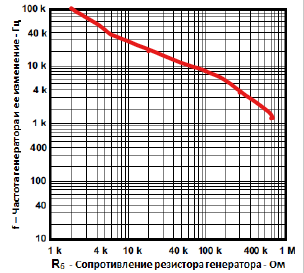 100 k
40 k
10 k
4 k
1 k
400
100
40
10
1 k
4 k
10 k
40 k
100 k
400 k
1 M
f – Частота генератора и ее изменение - Гц
R6 - Сопротивление резистора генератора - Ом